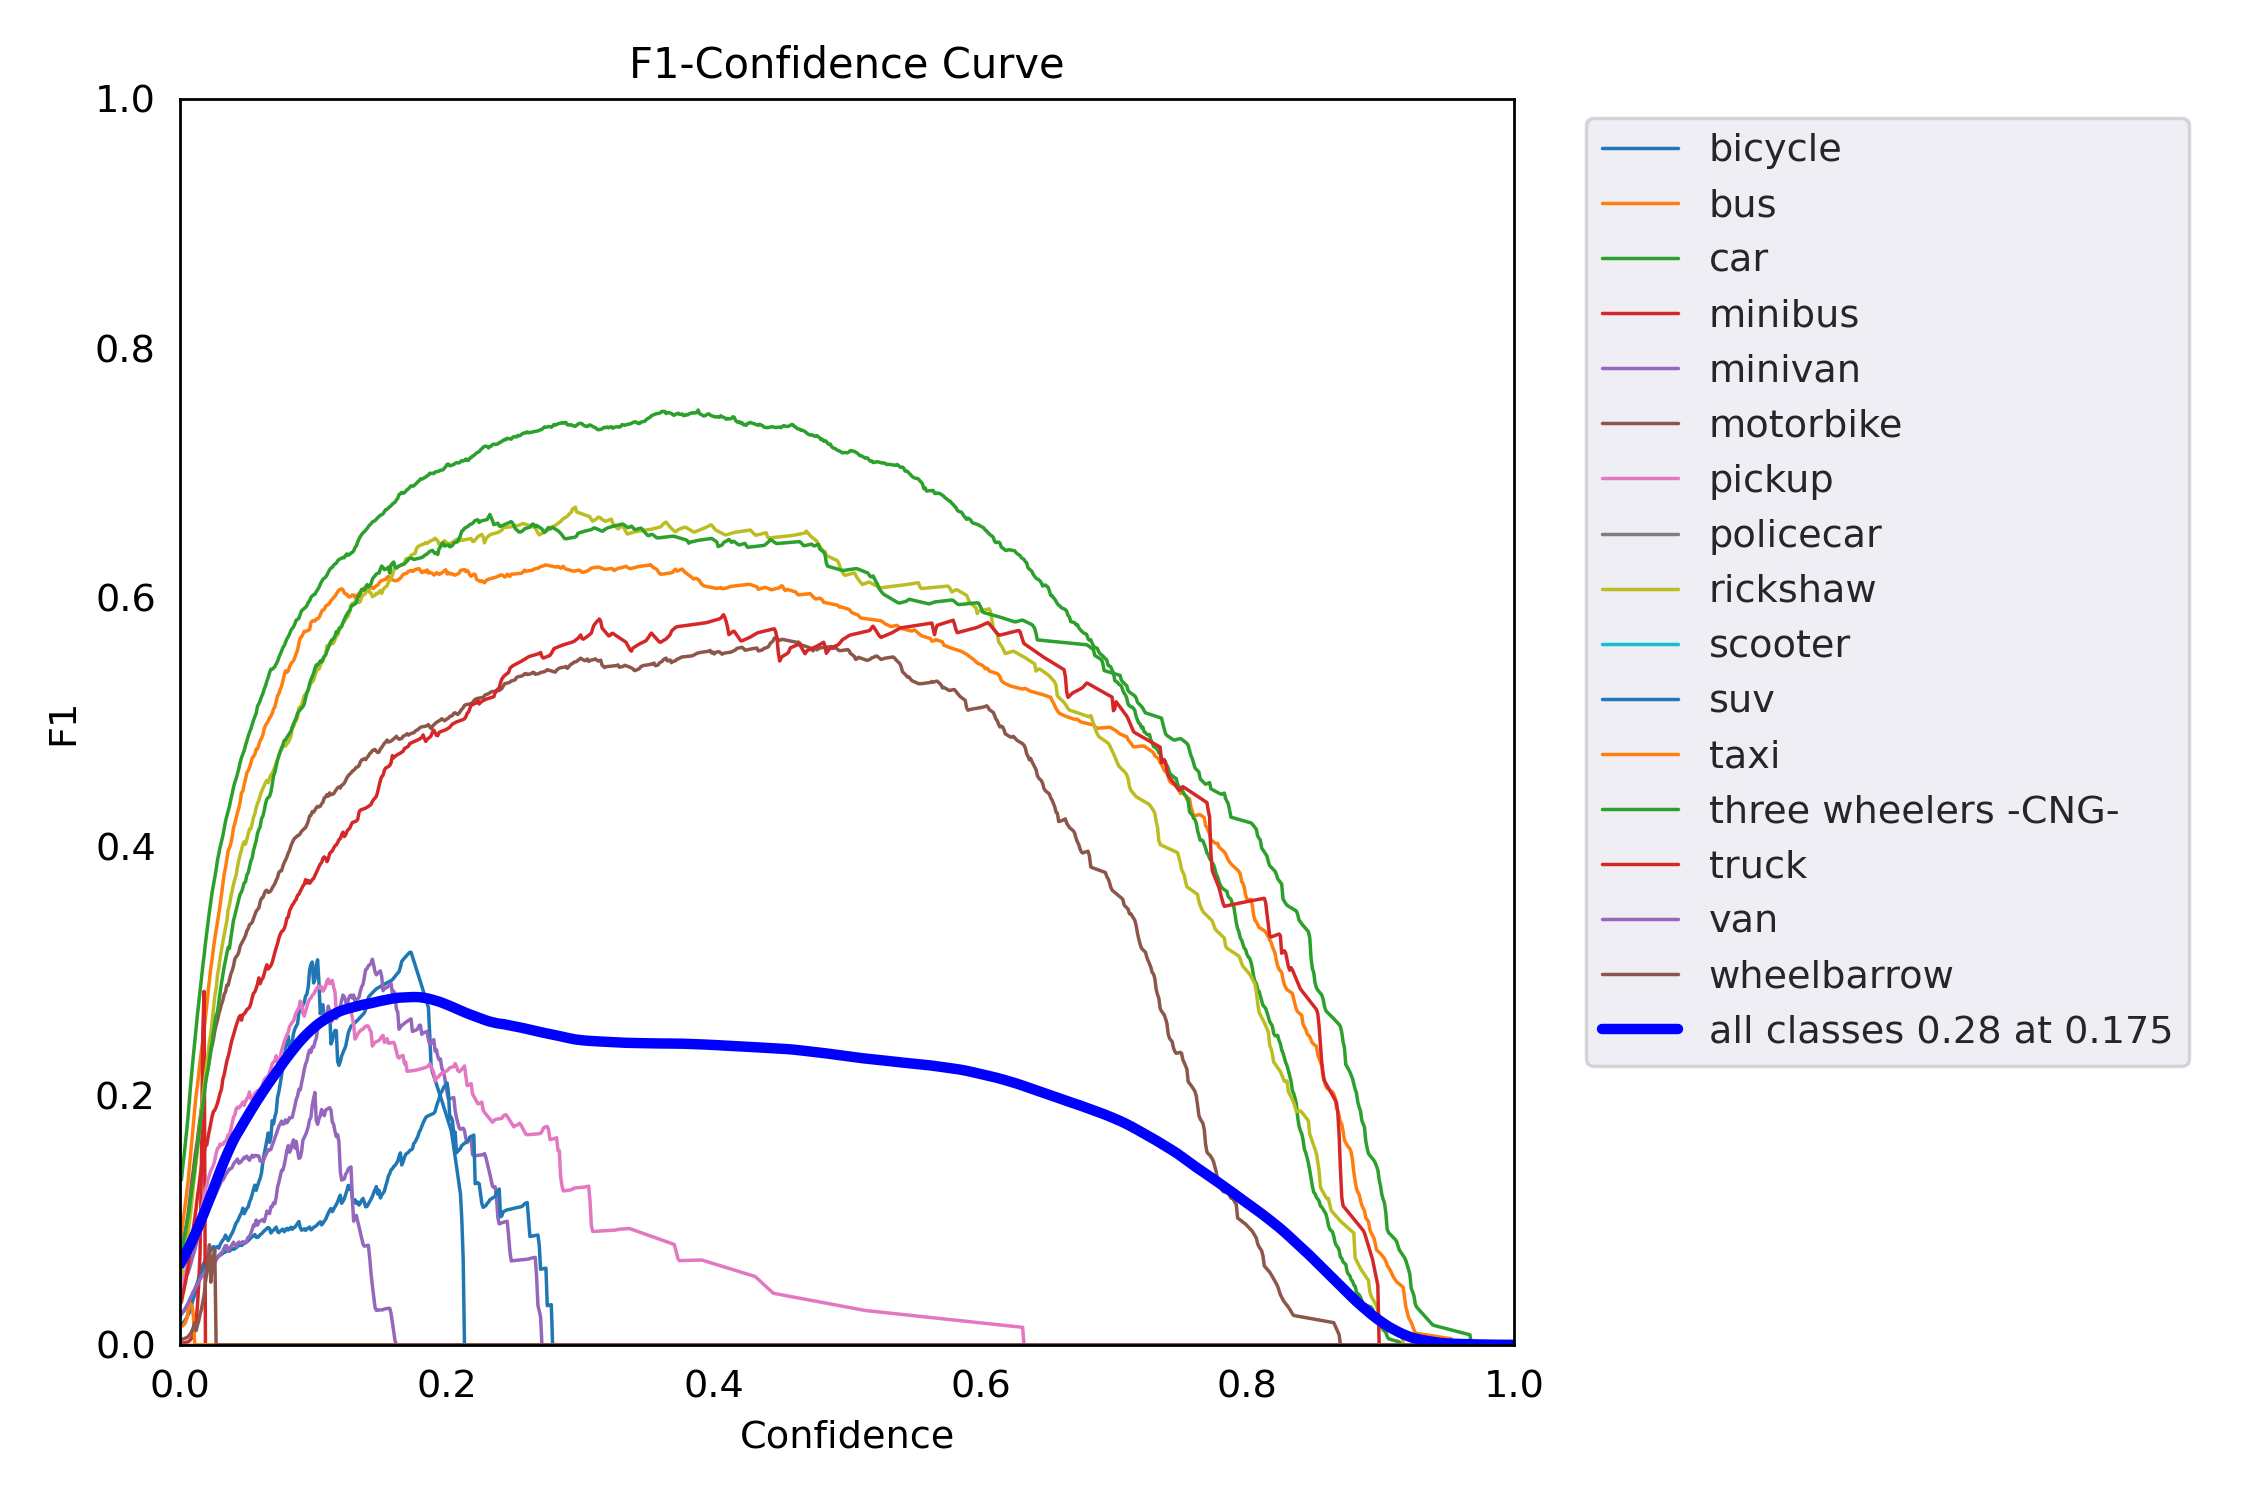 F1-Confidence Curve
1.0
0.8
0.6
0.4
0.2
0.0
F1
0.0 0.2 0.4 0.6 0.8 1.0
Confidence
bicycle
bus
car
minibus
minivan
motorbike
pickup
policecar
rickshaw
scooter
suv
taxi
three wheelers -CNG-
truck
van
wheelbarrow
all classes 0.28 at 0.175